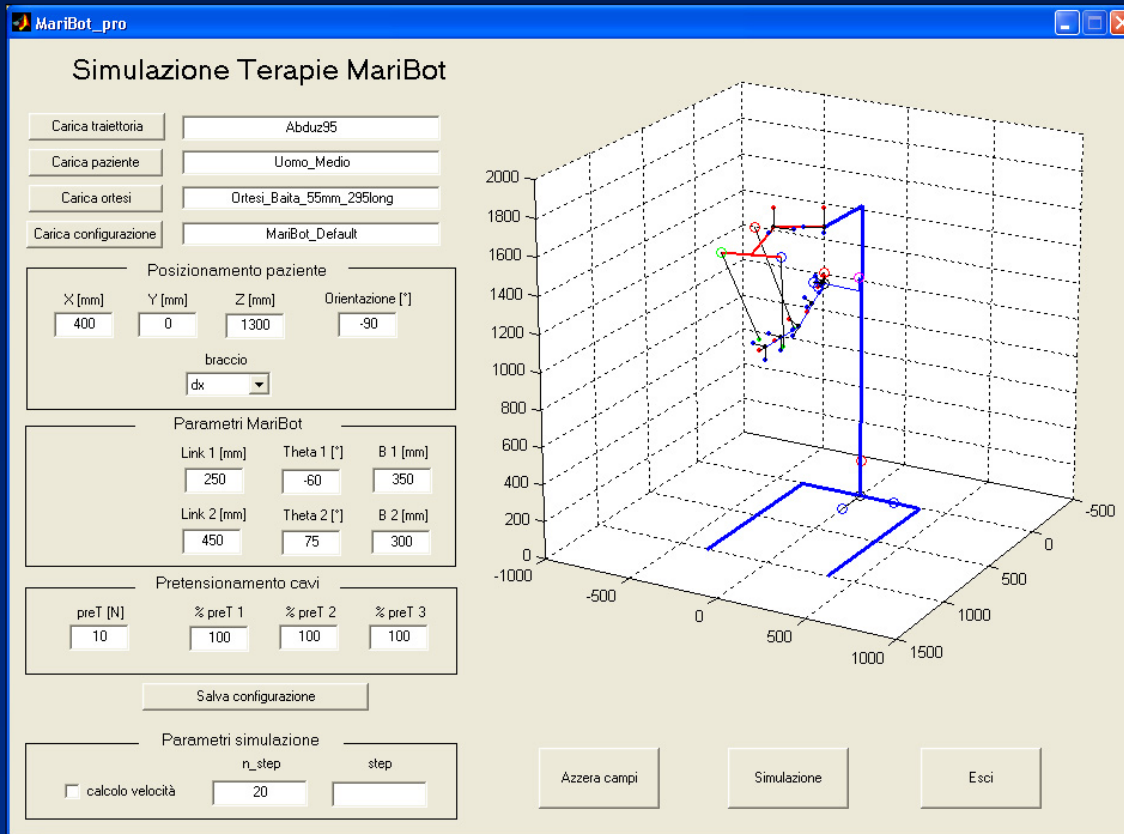 MariBot_pro
Simulazione Terapie MariBot
Carica traiettoria Abduz95
Carica paziente Uomo_Medio
Carica ortesi Ortesi_Baita_55mm_295long
Carica configurazione MariBot_Default
Posizionamento paziente
X [mm] Y [mm] Z [mm] Orientazione [°]
400 0 1300 -90
braccio
dx
Parametri MariBot
Link 1 [mm] Theta 1 [°] B 1 [mm]
250 -60 350
Link 2 [mm] Theta 2 [°] B 2 [mm]
450 75 300
Pretensionamento cavi
preT [N] % preT 1 % preT 2 % preT 3
10 100 100 100
Salva configurazione
Parametri simulazione
n_step step
calcolo velocità 20
2000
1800
1600
1400
1200
1000
800
600
400
200
0
-1000
-500
0
500
1000
1500
1000
500
0
-500
Azzera campi Simulazione Esci